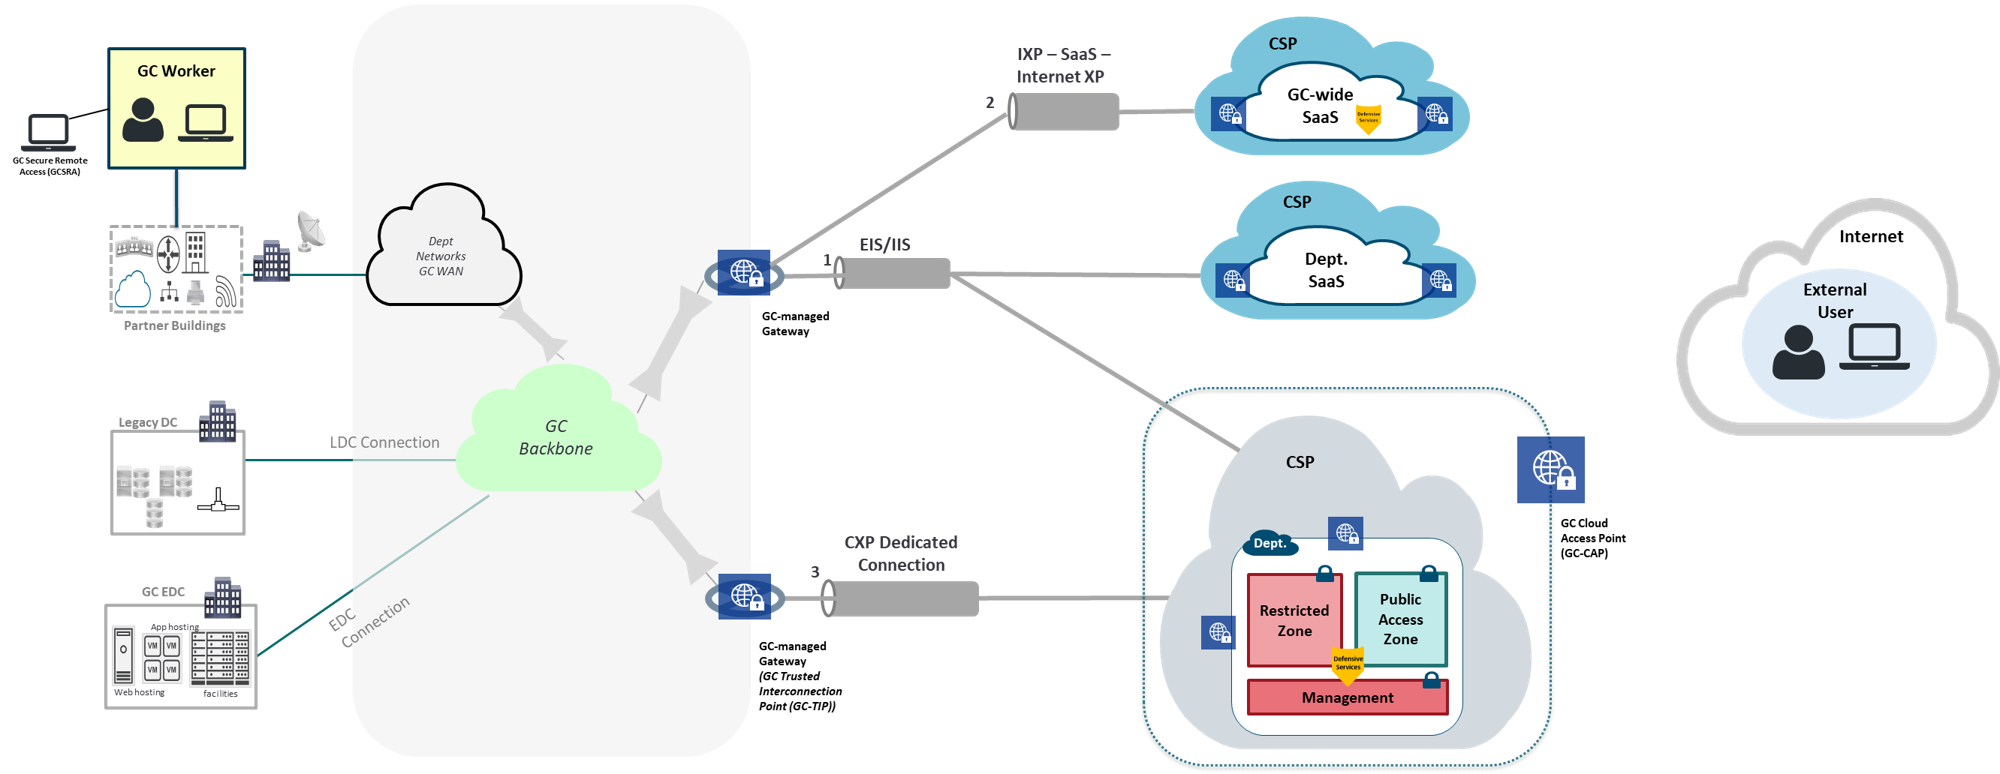 GC Worker
GC Secure Remote
Access (GCSRA)
Partner Buildings
Legacy DC
LDC Connection
GC EDC
App hosting
VM
VM
VM
VM
Web hosting
facilities
EDC
Connection
Dept
Networks
GC WAN
GC
Backbone
GC-managed
Gateway
GC-managed
Gateway
(GC Trusted
Interconnection
Point (GC-TIP))
IXP – SaaS –
Internet XP
2
EIS/IIS
1
CXP Dedicated
Connection
3
CSP
GC-wide
SaaS
Defensive
Services
CSP
Dept.
SaaS
CSP
Dept.
Restricted
Zone
Public
Access
Zone
Defensive
Services
Management
GC Cloud
Access Point
(GC-CAP)
Internet
External
User